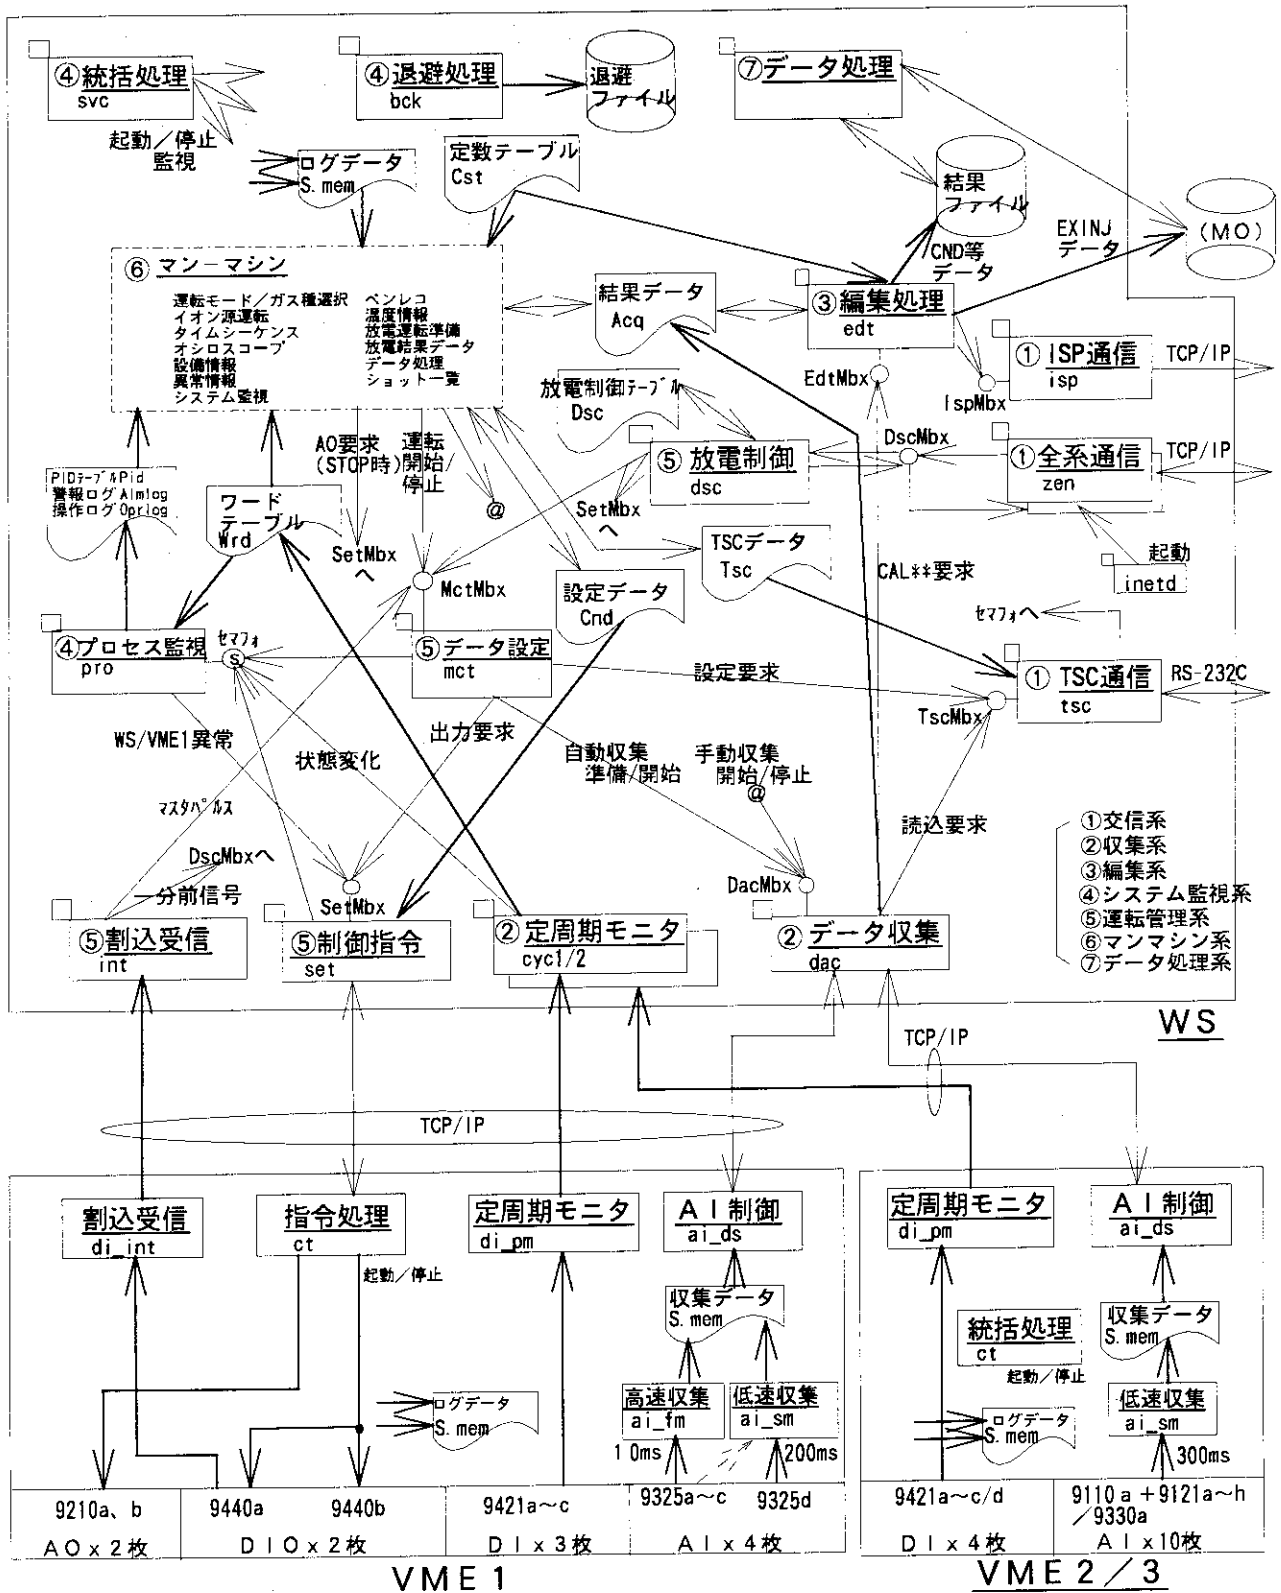 ④統括処理
svc
起動/停止
監視
④退避処理
bck
退避
ファイル
⑦データ処理
ログデータ
S.mem
定数テーブル
Cst
結果
ファイル
(MO)
EXINJ
データ
CND等
データ
⑥マン-マシン
運転モード/ガス種選択
イオン源運転
タイムシーケンス
オシロスコープ
設備情報
異常情報
システム監視
ペンレコ
温度情報
放電運転準備
放電結果データ
データ処理
ショット一覧
結果データ
Acq
③編集処理
edt
①ISP通信
isp
TCP/IP
IspMbx
EdtMbx
放電制御テーブル
Dsc
DscMbx
①全系通信
zen
TCP/IP
⑤放電制御
dsc
AO要求
(STOP時)
運転
開始/
停止
@
SetMbx
へ
SetMbx
へ
PIDテーブルPid
警報ログAlmlog
操作ログOprlog
ワード
テーブル
Wrd
MctMbx
TSCデータ
Tsc
設定データ
Cnd
CAL**要求
起動
inetd
セマフォへ
④プロセス監視
pro
セマフォ
S
⑤データ設定
mct
設定要求
①TSC通信
tsc
RS-232C
TscMbx
WS/VME1異常
状態変化
出力要求
自動収集
準備/開始
手動収集
開始/停止
@
読込要求
マスタパルス
DscMbxへ
一分前信号
SetMbx
DacMbx
①交信系
②収集系
③編集系
④システム監視系
⑤運転管理系
⑥マンマシン系
⑦データ処理系
⑤割込受信
int
⑤制御指令
set
②定周期モニタ
cyc1/2
②データ収集
dac
WS
TCP/IP
TCP/IP
割込受信
di_int
指令処理
ct
起動/停止
定周期モニタ
di_pm
AI制御
ai_ds
収集データ
S.mem
高速収集
ai_fm
10ms
低速収集
ai_sm
200ms
ログデータ
S.mem
定周期モニタ
di_pm
AI制御
ai_ds
統括処理
ct
起動/停止
収集データ
S.mem
低速収集
ai_sm
300ms
ログデータ
S.mem
9210a、b
AO x 2枚
9440a
9440b
DIO x 2枚
9421a~c
DI x 3枚
9325a~c
9325d
AI x 4枚
9421a~c/d
DI x 4枚
9110a+9121a~h
/9330a
AI x 10枚
VME1
VME2/3